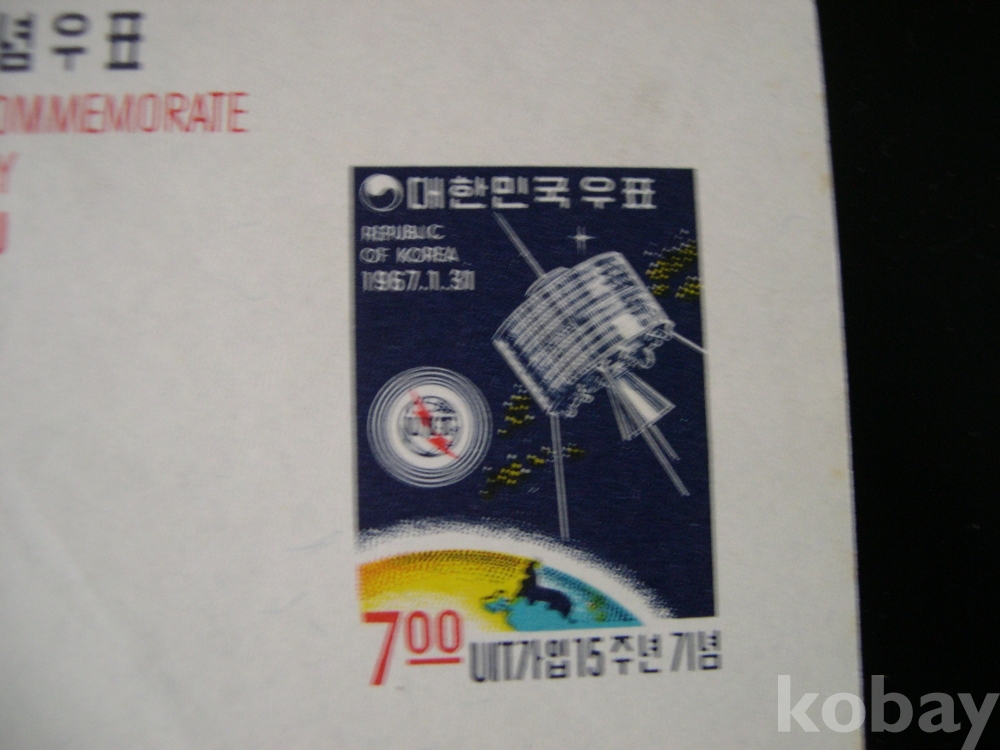 념우표
OMMEMORATE
Y
대한민국우표
REPUBLIC
OF KOREA
1967.1.31
7.00
UIT가입15주년기념
kobay